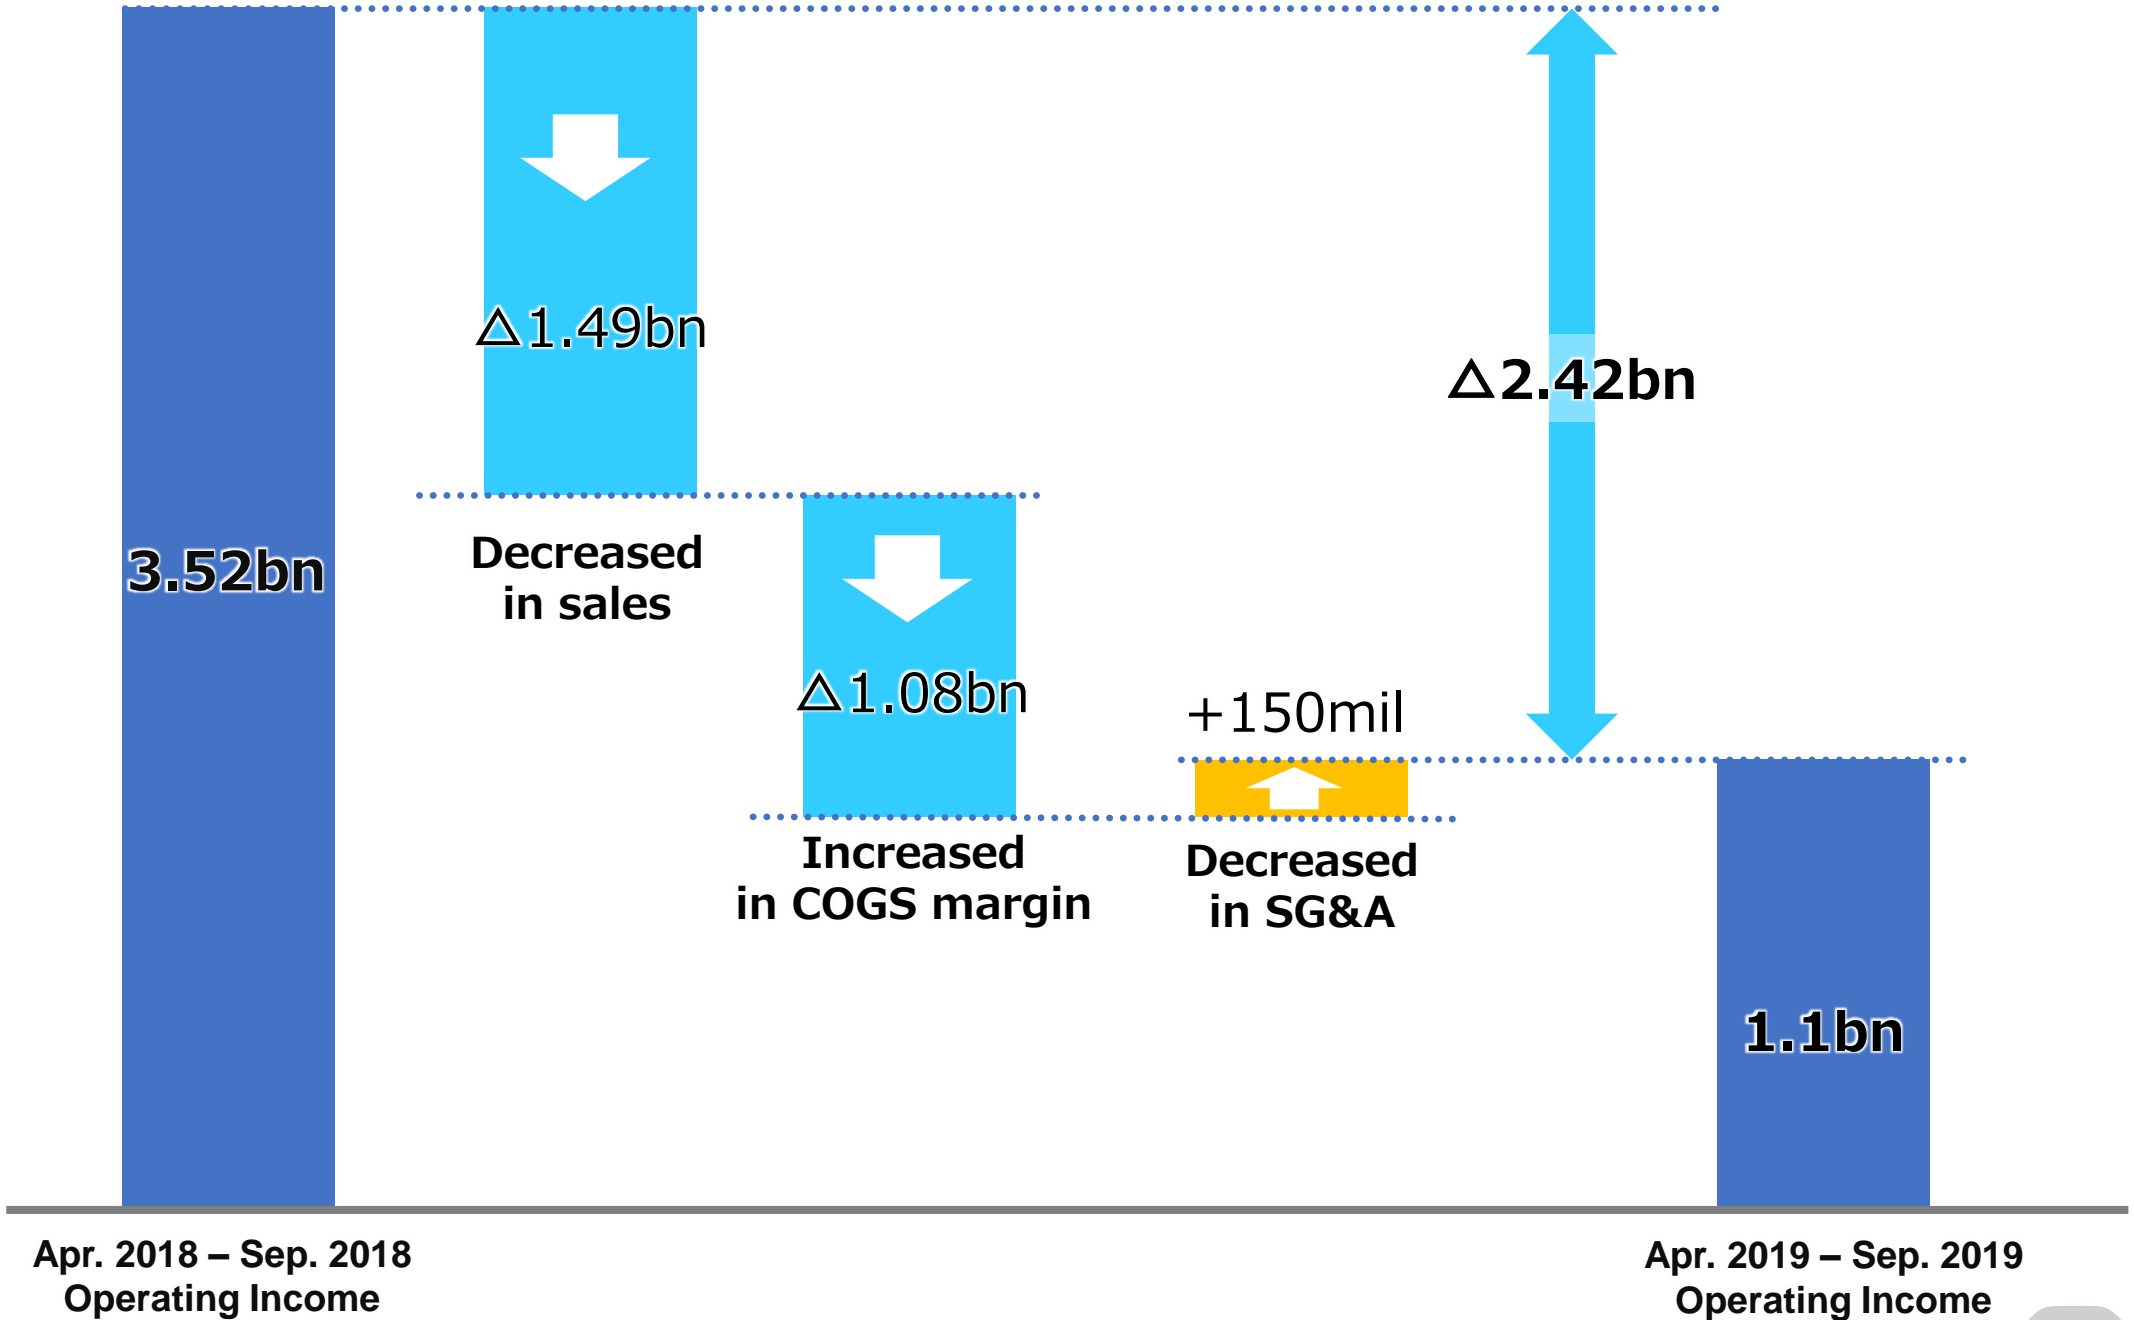 3.52bn
△1.49bn
Decreased
in sales
△1.08bn
Increased
in COGS margin
+150mil
Decreased
in SG&A
△2.42bn
1.1bn
Apr. 2018 – Sep. 2018
Operating Income
Apr. 2019 – Sep. 2019
Operating Income